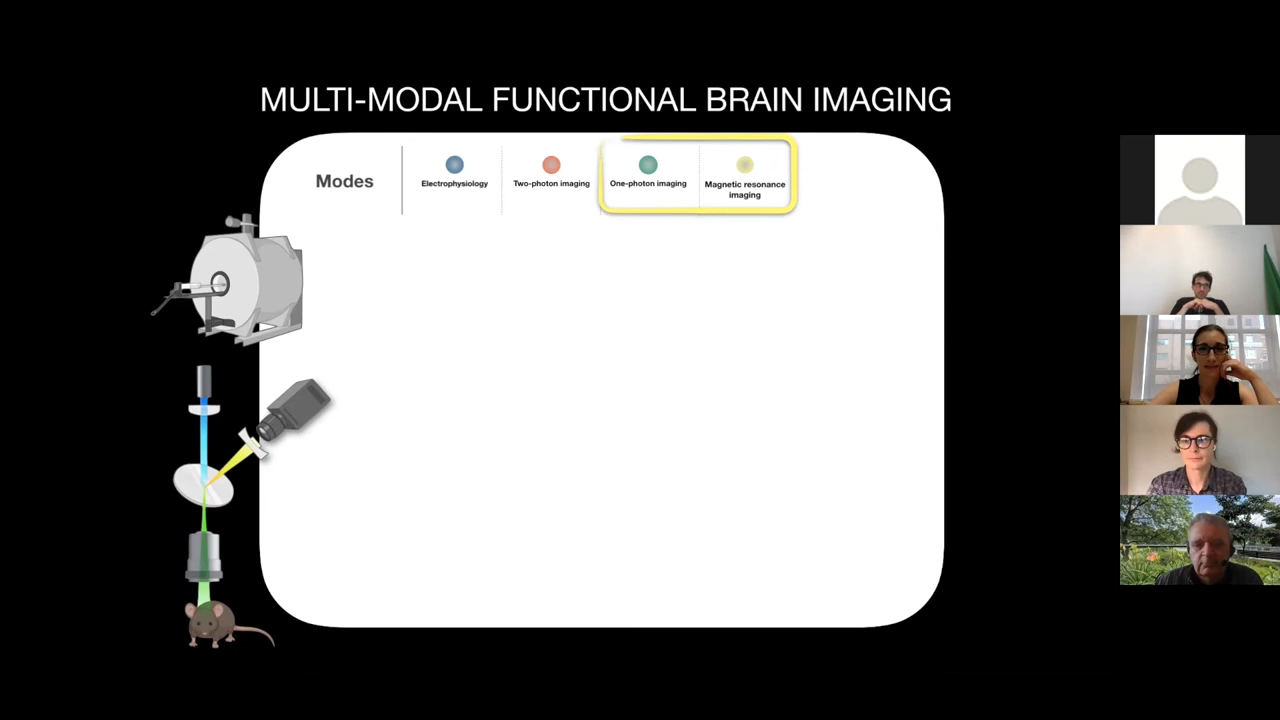 MULTI-MODAL FUNCTIONAL BRAIN IMAGING
Modes
Electrophysiology
Two-photon imaging
One-photon imaging
Magnetic resonance
imaging